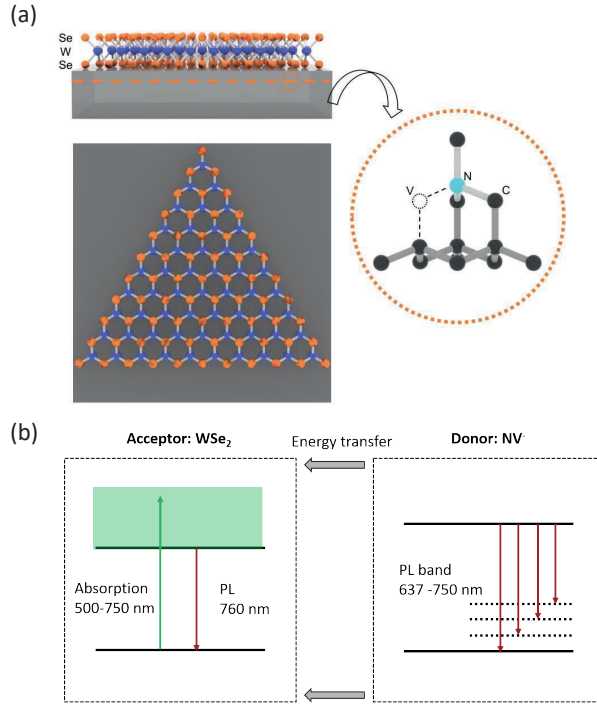 (a)
Se
W
Se
N
V
C
(b)
Acceptor: WSe₂
Energy transfer
Donor: NV⁻
Absorption
500-750 nm
PL
760 nm
PL band
637 -750 nm